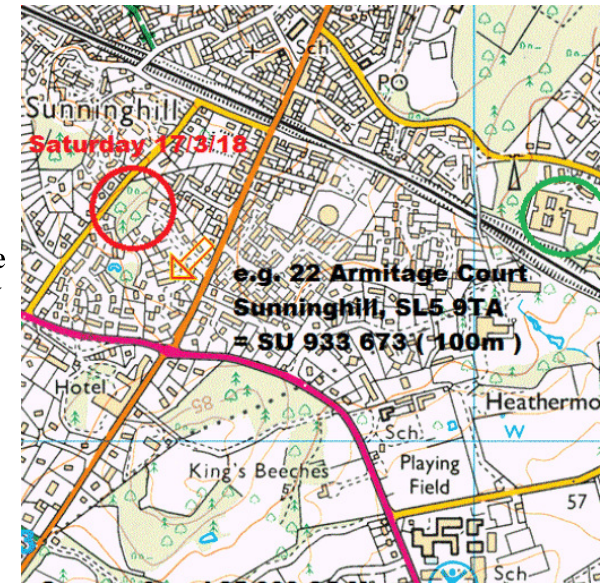 Sch
PO
Sunninghill
Saturday 17/3/18
e.g. 22 Armitage Court
Sunninghill, SL5 9TA
= SU 933 673 ( 100m )
Hotel
85
Heathermo
Sch
W
King's Beeches
Playing
Field
57
Sch